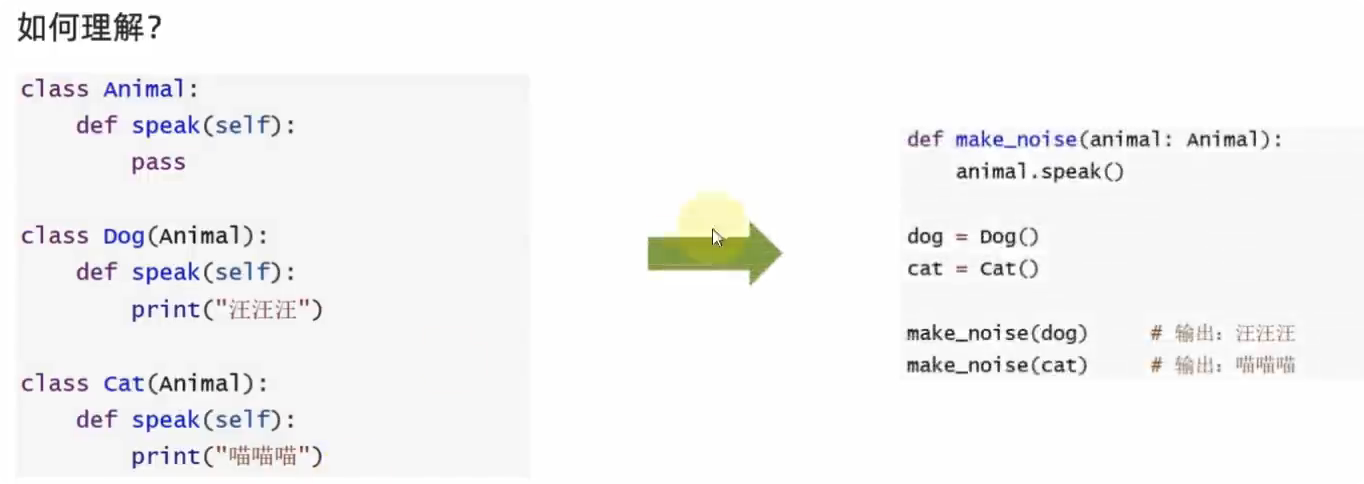 如何理解？
class Animal:
    def speak(self):
        pass
class Dog(Animal):
    def speak(self):
        print("汪汪汪")
class Cat(Animal):
    def speak(self):
        print("喵喵喵")
def make_noise(animal: Animal):
    animal.speak()
dog = Dog()
cat = Cat()
make_noise(dog)     # 输出：汪汪汪
make_noise(cat)     # 输出：喵喵喵